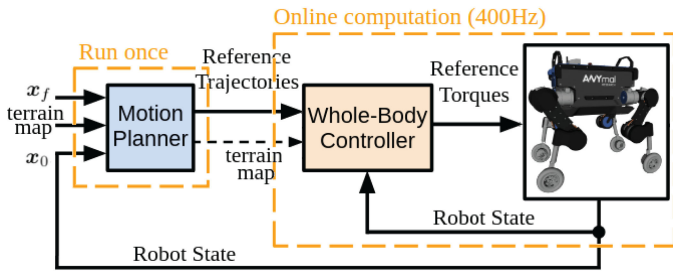 Online computation (400Hz)
Run once
Reference
Trajectories
Reference
Torques
x_f
terrain
map
x_0
Motion
Planner
terrain
map
Whole-Body
Controller
ANYmal
Robot State
Robot State